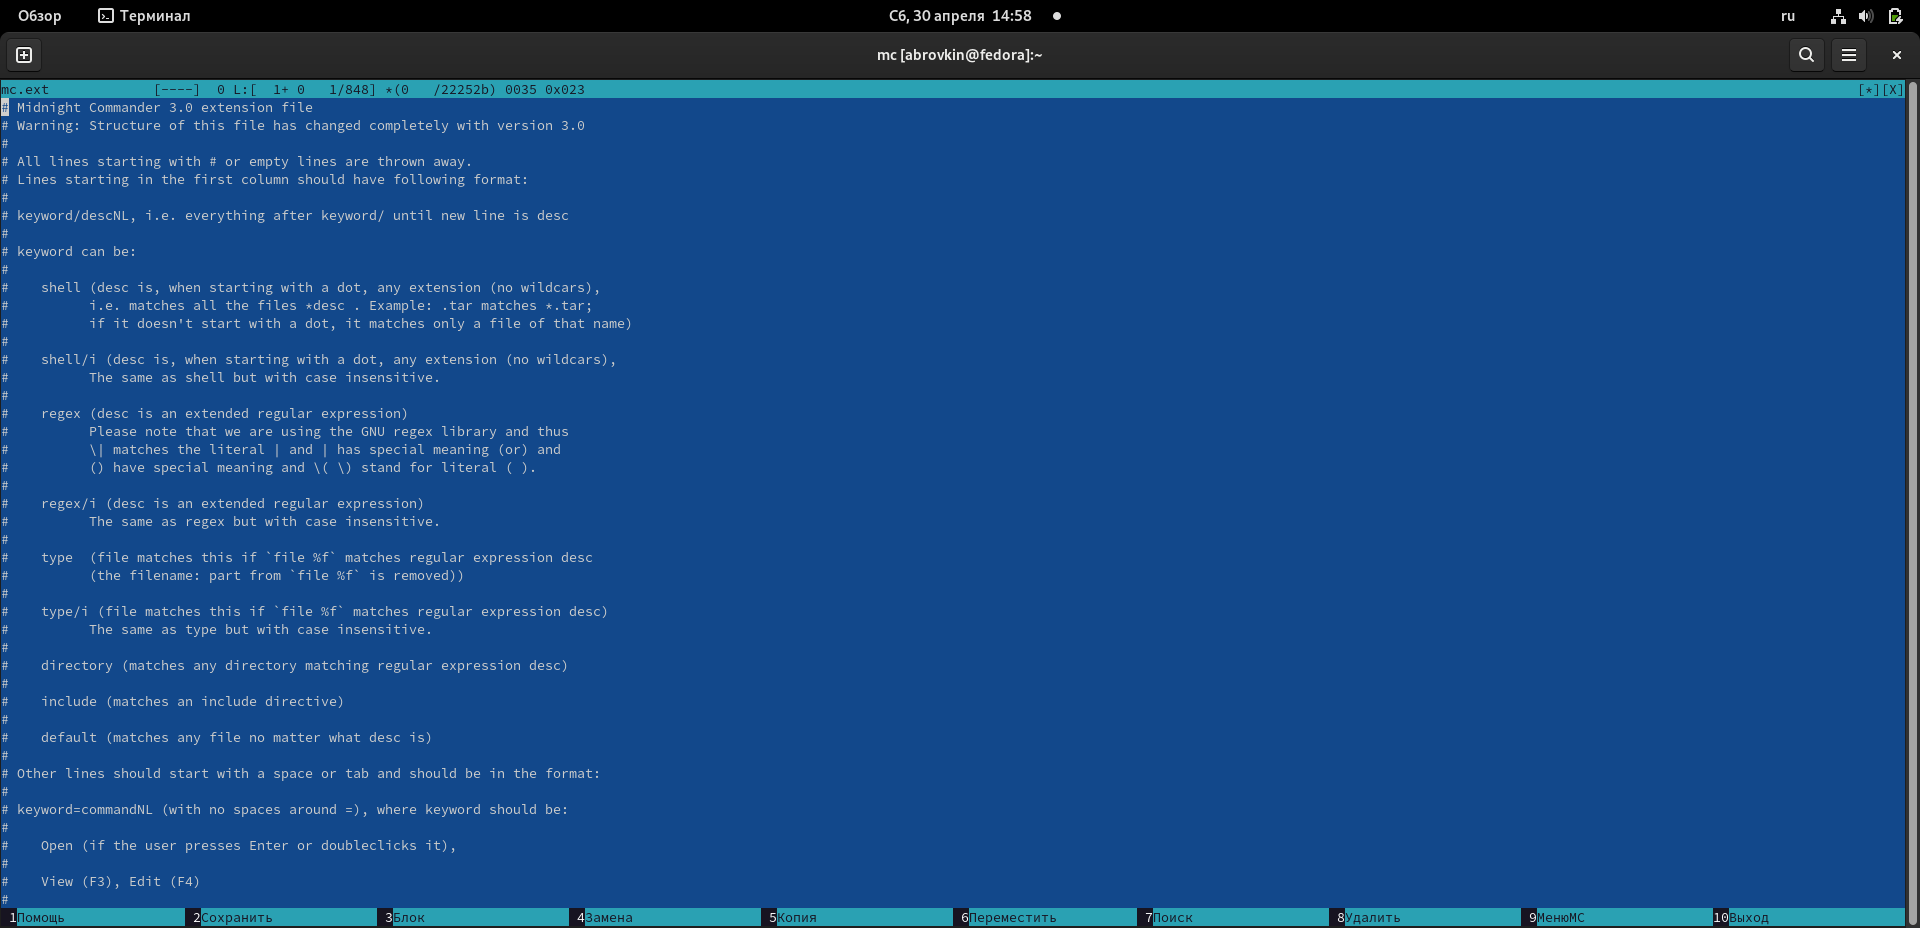 Обзор Терминал Сб, 30 апреля 14:58 ru
mc [abrovkin@fedora]:~
mc.ext [----] 0 L:[ 1+ 0 1/848] *(0 /22252b) 0035 0x023 [*][X]
# Midnight Commander 3.0 extension file
# Warning: Structure of this file has changed completely with version 3.0
#
# All lines starting with # or empty lines are thrown away.
# Lines starting in the first column should have following format:
#
# keyword/descNL, i.e. everything after keyword/ until new line is desc
#
# keyword can be:
#
#    shell (desc is, when starting with a dot, any extension (no wildcars),
#          i.e. matches all the files *desc . Example: .tar matches *.tar;
#          if it doesn't start with a dot, it matches only a file of that name)
#
#    shell/i (desc is, when starting with a dot, any extension (no wildcars),
#          The same as shell but with case insensitive.
#
#    regex (desc is an extended regular expression)
#          Please note that we are using the GNU regex library and thus
#          \| matches the literal | and | has special meaning (or) and
#          () have special meaning and \( \) stand for literal ( ).
#
#    regex/i (desc is an extended regular expression)
#          The same as regex but with case insensitive.
#
#    type  (file matches this if `file %f` matches regular expression desc
#          (the filename: part from `file %f` is removed))
#
#    type/i (file matches this if `file %f` matches regular expression desc)
#          The same as type but with case insensitive.
#
#    directory (matches any directory matching regular expression desc)
#
#    include (matches an include directive)
#
#    default (matches any file no matter what desc is)
#
# Other lines should start with a space or tab and should be in the format:
#
# keyword=commandNL (with no spaces around =), where keyword should be:
#
#    Open (if the user presses Enter or doubleclicks it),
#
#    View (F3), Edit (F4)
#
1Помощь 2Сохранить 3Блок 4Замена 5Копия 6Переместить 7Поиск 8Удалить 9МенюМС 10Выход